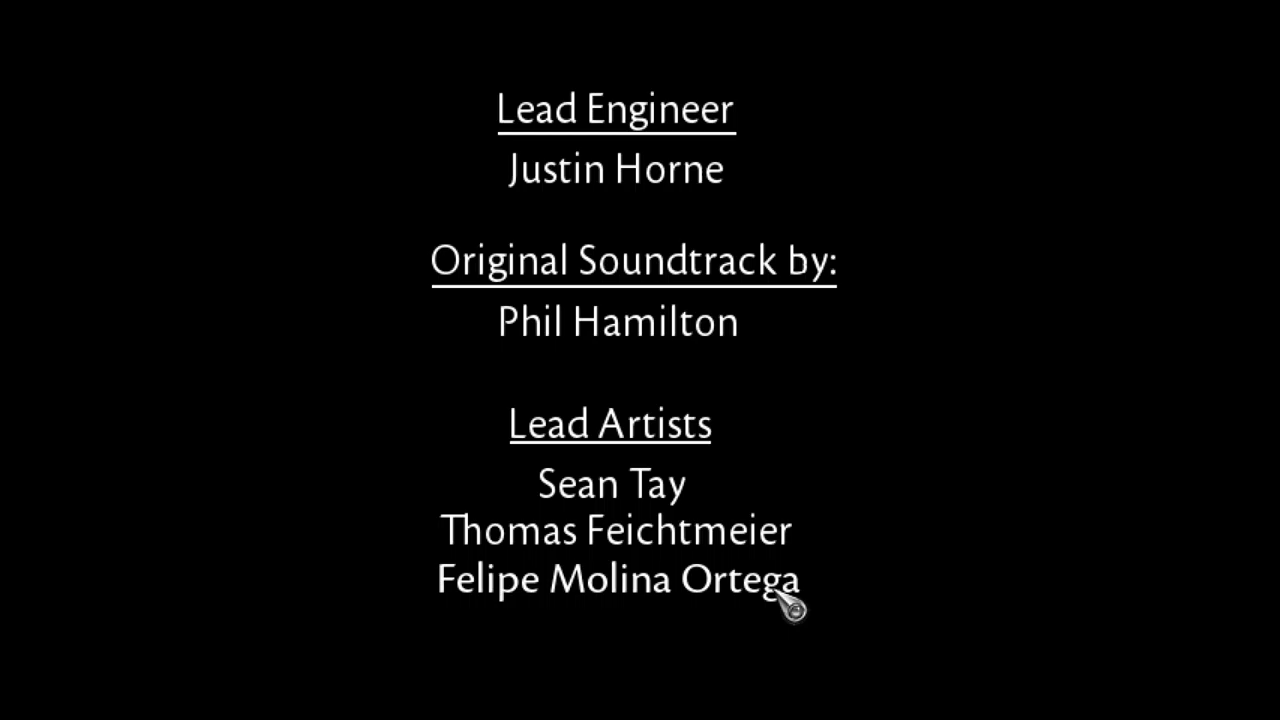 Lead Engineer
Justin Horne
Original Soundtrack by:
Phil Hamilton
Lead Artists
Sean Tay
Thomas Feichtmeier
Felipe Molina Ortega